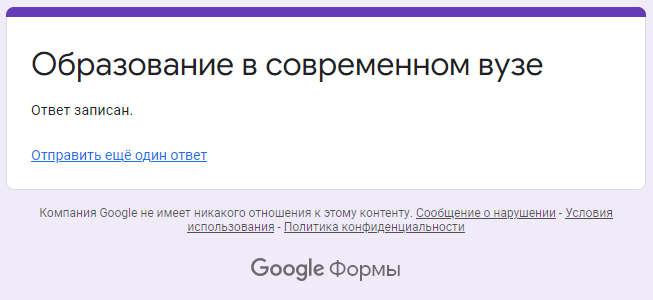 Образование в современном вузе
Ответ записан.
Отправить ещё один ответ
Компания Google не имеет никакого отношения к этому контенту. Сообщение о нарушении - Условия
использования - Политика конфиденциальности
Google Формы